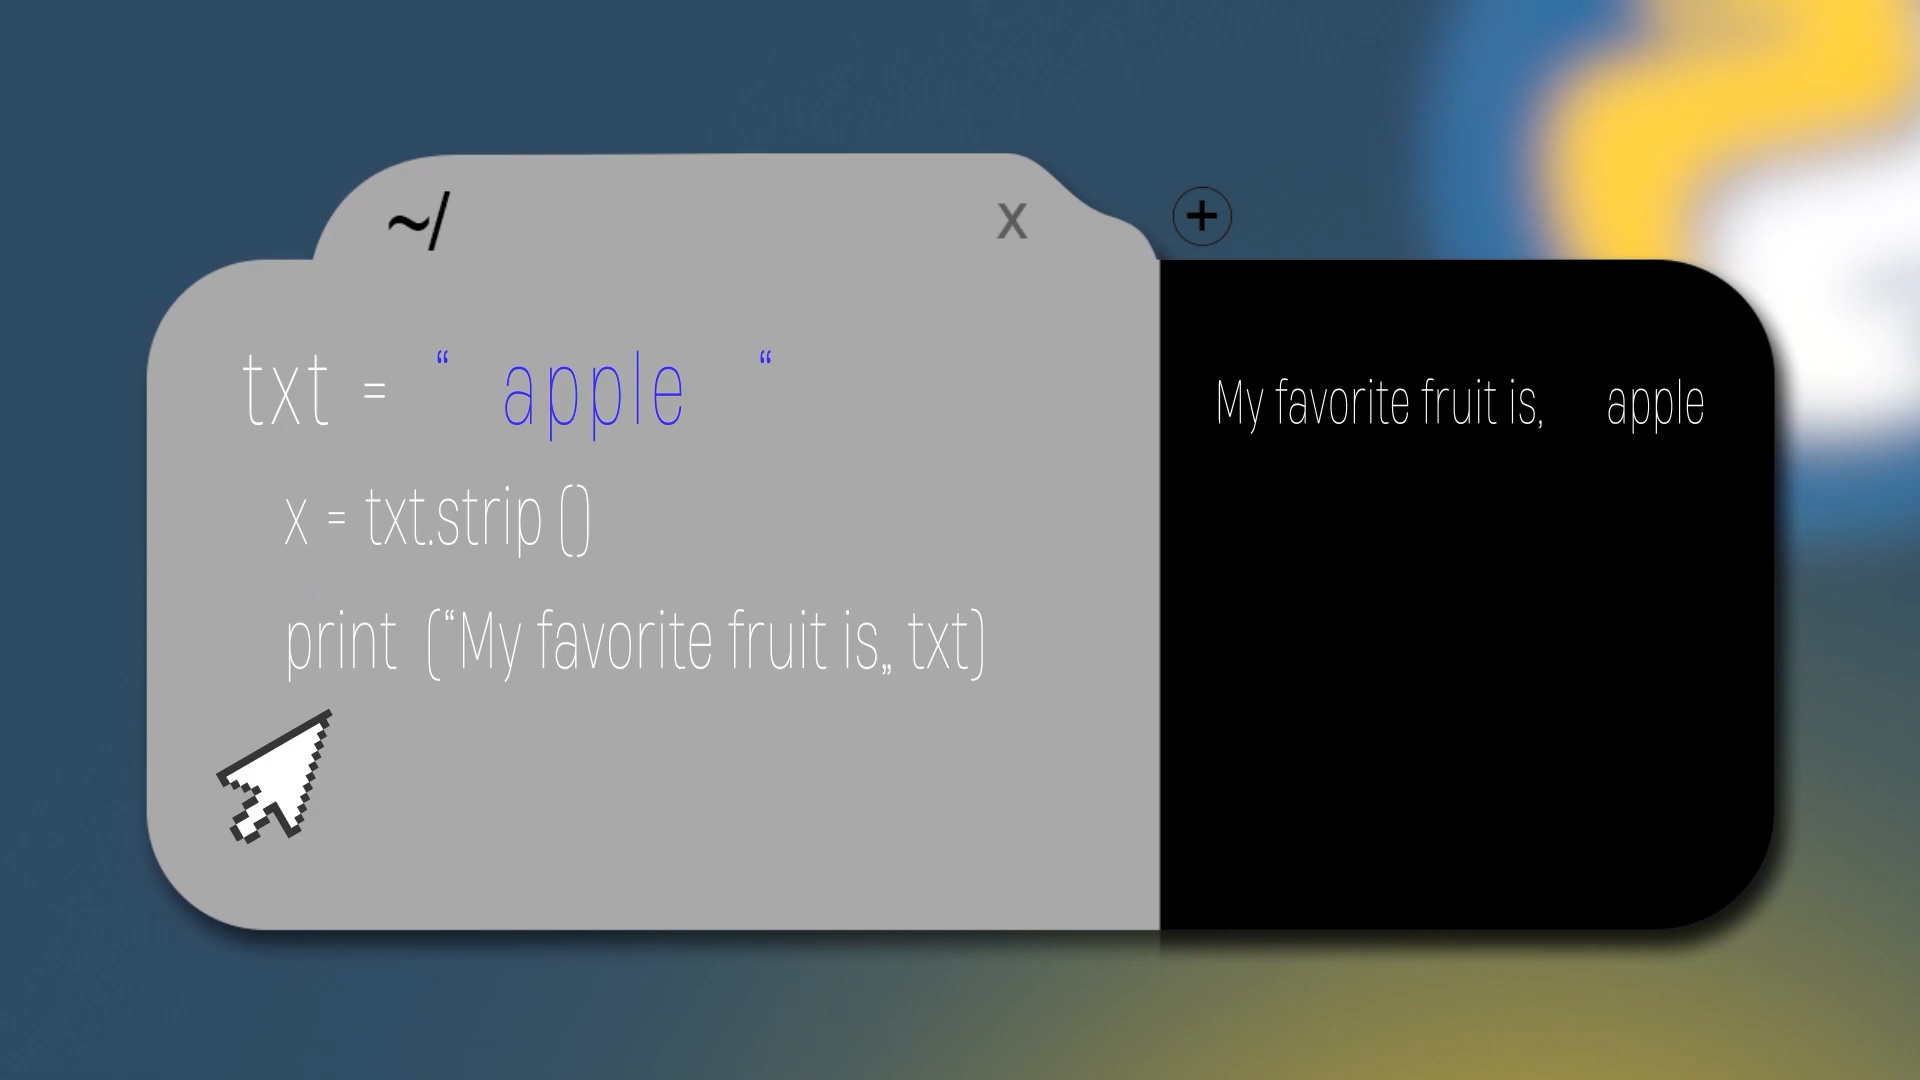 ~/ x +
txt = “ apple “
My favorite fruit is, apple
x = txt.strip ()
print (“My favorite fruit is„ txt)